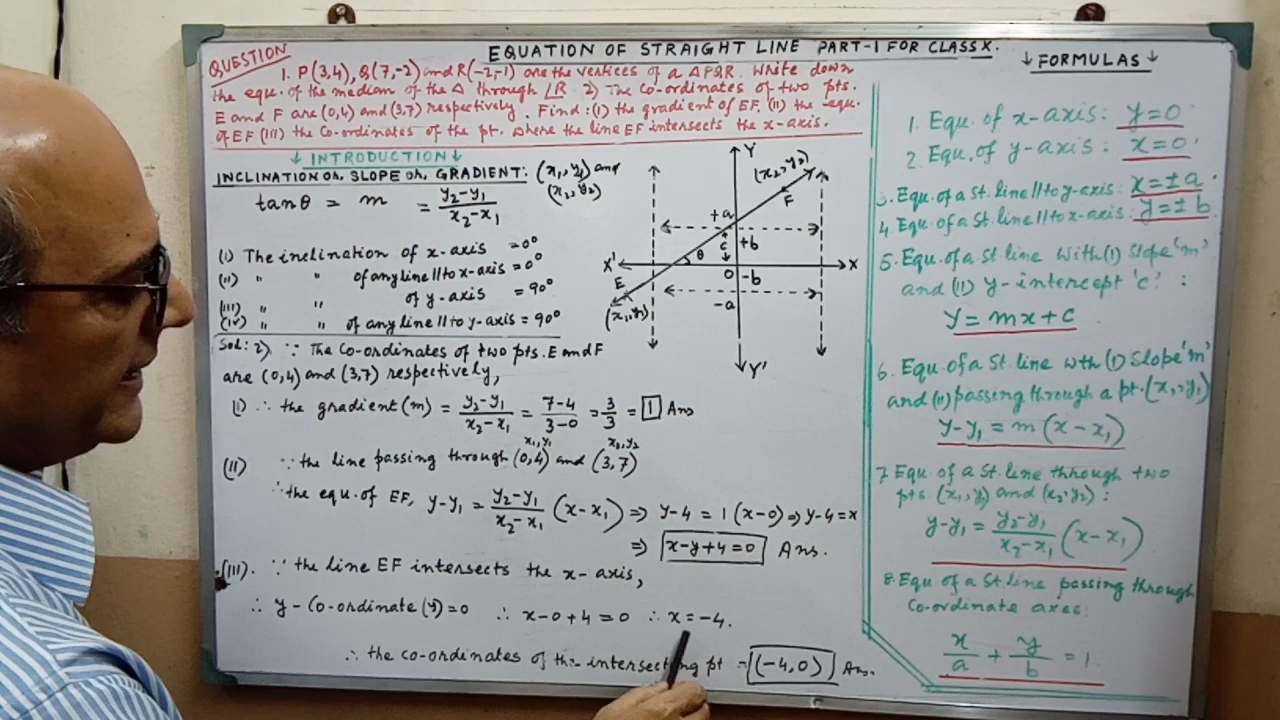 EQUATION OF STRAIGHT LINE PART-1 FOR CLASS X.
QUESTION
1. P(3,4), Q(7,-2) and R(-2,-1) are the vertices of a Δ PQR. Write down
the equ. of the median of the Δ through ∠R 2) The co-ordinates of two pts.
E and F are (0,4) and (3,7) respectively. Find: (i) the gradient of EF. (ii) the equ.
of EF (iii) the co-ordinates of the pt. where the line EF intersects the x-axis.
↓ INTRODUCTION ↓
INCLINATION Or, SLOPE Or, GRADIENT: (x₁,y₁) and
(x₂,y₂)
tanθ = m = y₂-y₁/x₂-x₁
(i) The inclination of x-axis = 0°
(ii) " " of any line // to x-axis = 0°
(iii) " " of y-axis = 90°
(iv) " " of any line // to y-axis = 90°
Y
(x₂,y₂)
F
+a
C
+b
θ
X'
X
O
-b
E
-a
(x₁,y₁)
Y'
Sol: 2) ∵ The co-ordinates of two pts. E and F
are (0,4) and (3,7) respectively,
(i) ∴ the gradient (m) = y₂-y₁/x₂-x₁ = 7-4/3-0 = 3/3 = 1 Ans
x₁,y₁ x₂,y₂
(ii) ∵ the line passing through (0,4) and (3,7)
∴ the equ. of EF, y-y₁ = y₂-y₁/x₂-x₁ (x-x₁) ⇒ y-4 = 1(x-0) ⇒ y-4 = x
⇒ x-y+4=0 Ans.
(iii). ∵ the line EF intersects the x-axis,
∴ y-co-ordinate (y) = 0 ∴ x-0+4=0 ∴ x=-4.
∴ the co-ordinates of the intersecting pt = (-4,0) Ans.
↓ FORMULAS ↓
1. Equ. of x-axis: y=0
2. Equ. of y-axis: x=0
3. Equ. of a St. line // to y-axis: x=±a
4. Equ. of a St. line // to x-axis: y=±b
5. Equ. of a St. line with (i) Slope 'm'
and (ii) y-intercept 'c' :
y=mx+c
6. Equ. of a St. line wth (i) Slope 'm'
and (ii) passing through a pt. (x₁,y₁)
y-y₁ = m(x-x₁)
7 Equ. of a St. line through two
pts. (x₁,y₁) and (x₂,y₂) :
y-y₁ = y₂-y₁/x₂-x₁ (x-x₁)
8. Equ. of a St. line passing through
Co-ordinate axes:
x/a + y/b = 1